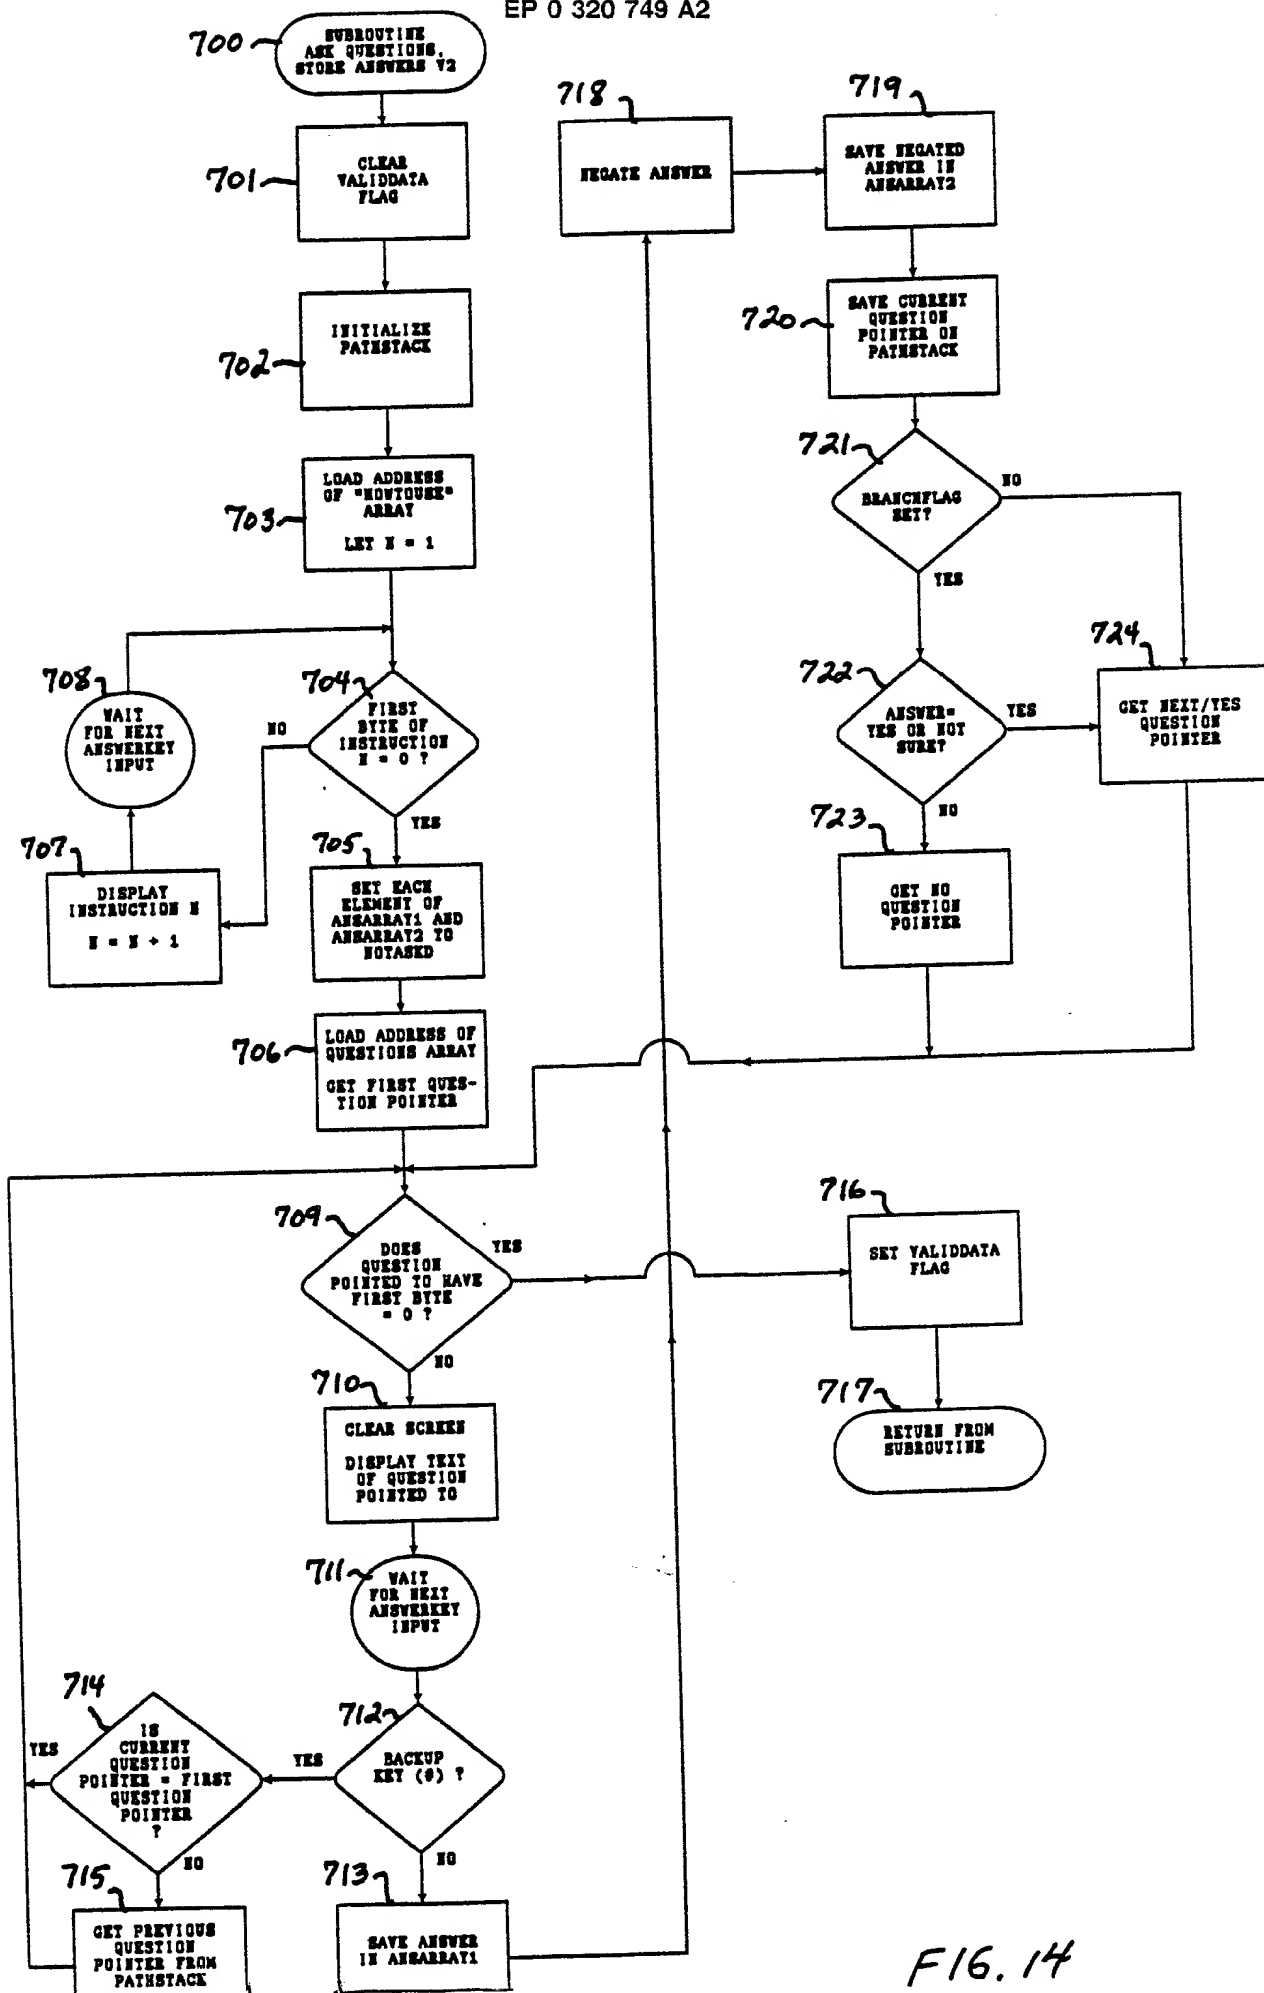 EP 0 320 749 A2
700
SUBROUTINE
ASK QUESTIONS,
STORE ANSWERS V2
701
CLEAR
VALIDDATA
FLAG
702
INITIALIZE
PATHSTACK
703
LOAD ADDRESS
OF "HOWTOUSE"
ARRAY
LET N = 1
704
FIRST
BYTE OF
INSTRUCTION
N = 0 ?
NO
YES
708
WAIT
FOR NEXT
ANSWERKEY
INPUT
707
DISPLAY
INSTRUCTION N
N = N + 1
705
SET EACH
ELEMENT OF
ANSARRAY1 AND
ANSARRAY2 TO
NOTASKD
706
LOAD ADDRESS OF
QUESTIONS ARRAY
GET FIRST QUES-
TION POINTER
709
DOES
QUESTION
POINTED TO HAVE
FIRST BYTE
= 0 ?
YES
NO
710
CLEAR SCREEN
DISPLAY TEXT
OF QUESTION
POINTED TO
711
WAIT
FOR NEXT
ANSWERKEY
INPUT
712
BACKUP
KEY (#) ?
YES
NO
714
IS
CURRENT
QUESTION
POINTER = FIRST
QUESTION
POINTER
?
YES
NO
715
GET PREVIOUS
QUESTION
POINTER FROM
PATHSTACK
713
SAVE ANSWER
IN ANSARRAY1
718
NEGATE ANSWER
719
SAVE NEGATED
ANSWER IN
ANSARRAY2
720
SAVE CURRENT
QUESTION
POINTER ON
PATHSTACK
721
BRANCHFLAG
SET?
NO
YES
722
ANSWER=
YES OR NOT
SURE?
YES
NO
724
GET NEXT/YES
QUESTION
POINTER
723
GET NO
QUESTION
POINTER
716
SET VALIDDATA
FLAG
717
RETURN FROM
SUBROUTINE
FIG. 14